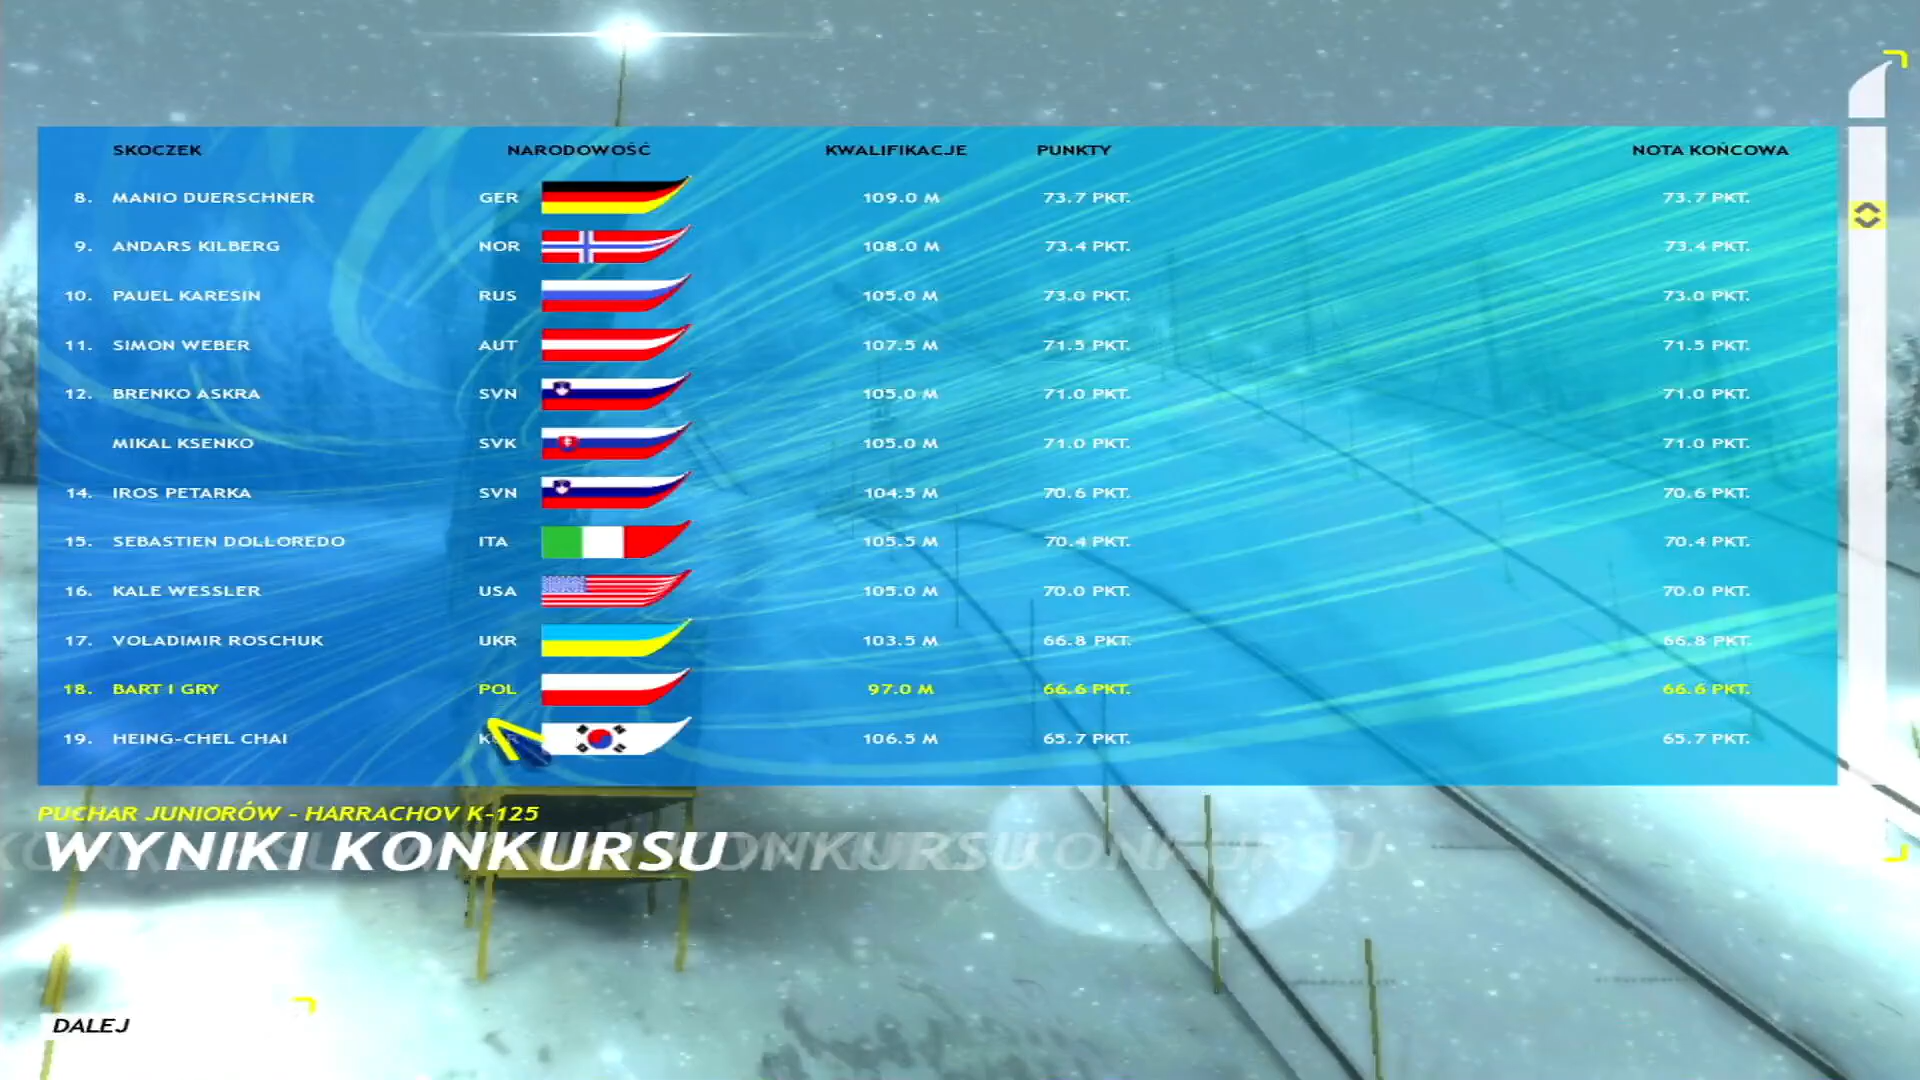 SKOCZEK NARODOWOŚĆ KWALIFIKACJE PUNKTY NOTA KOŃCOWA
8. MANIO DUERSCHNER GER 109.0 M 73.7 PKT. 73.7 PKT.
9. ANDARS KILBERG NOR 108.0 M 73.4 PKT. 73.4 PKT.
10. PAUEL KARESIN RUS 105.0 M 73.0 PKT. 73.0 PKT.
11. SIMON WEBER AUT 107.5 M 71.5 PKT. 71.5 PKT.
12. BRENKO ASKRA SVN 105.0 M 71.0 PKT. 71.0 PKT.
MIKAL KSENKO SVK 105.0 M 71.0 PKT. 71.0 PKT.
14. IROS PETARKA SVN 104.5 M 70.6 PKT. 70.6 PKT.
15. SEBASTIEN DOLLOREDO ITA 105.5 M 70.4 PKT. 70.4 PKT.
16. KALE WESSLER USA 105.0 M 70.0 PKT. 70.0 PKT.
17. VOLADIMIR ROSCHUK UKR 103.5 M 66.8 PKT. 66.8 PKT.
18. BART I GRY POL 97.0 M 66.6 PKT. 66.6 PKT.
19. HEING-CHEL CHAI KOR 106.5 M 65.7 PKT. 65.7 PKT.
PUCHAR JUNIORÓW - HARRACHOV K-125
WYNIKI KONKURSU
DALEJ